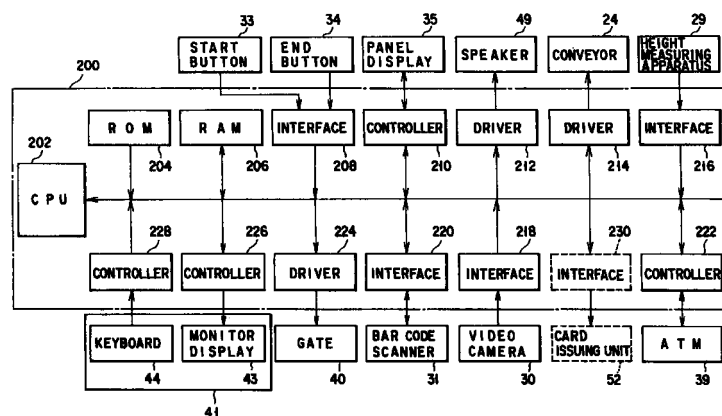 33
34
35
49
24
29
START
BUTTON
END
BUTTON
PANEL
DISPLAY
SPEAKER
CONVEYOR
HEIGHT
MEASURING
APPARATUS
200
202
ROM
RAM
INTERFACE
CONTROLLER
DRIVER
DRIVER
INTERFACE
204
206
208
210
212
214
216
CPU
228
226
224
220
218
230
222
CONTROLLER
CONTROLLER
DRIVER
INTERFACE
INTERFACE
INTERFACE
CONTROLLER
KEYBOARD
MONITOR
DISPLAY
GATE
BAR CODE
SCANNER
VIDEO
CAMERA
CARD
ISSUING UNIT
ATM
44
43
40
31
30
52
39
41